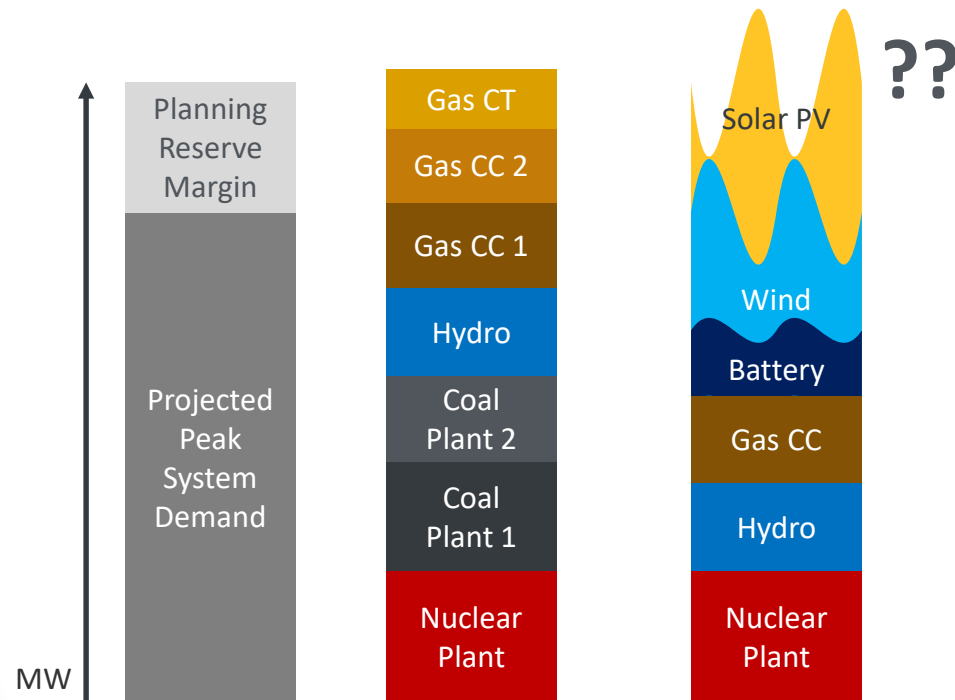 MW
Planning
Reserve
Margin
Projected
Peak
System
Demand
Gas CT
Gas CC 2
Gas CC 1
Hydro
Coal
Plant 2
Coal
Plant 1
Nuclear
Plant
??
Solar PV
Wind
Battery
Gas CC
Hydro
Nuclear
Plant